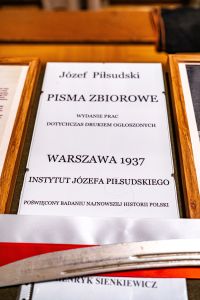 Józef Piłsudski
PISMA ZBIOROWE
WYDANIE PRAC
DOTYCHCZAS DRUKIEM OGŁOSZONYCH
WARSZAWA 1937
INSTYTUT JÓZEFA PIŁSUDSKIEGO
POŚWIĘCONY BADANIU NAJNOWSZEJ HISTORII POLSKI
HENRYK SIENKIEWICZ